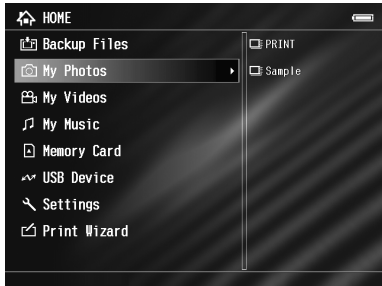 HOME
Backup Files
My Photos
My Videos
My Music
Memory Card
USB Device
Settings
Print Wizard
PRINT
Sample